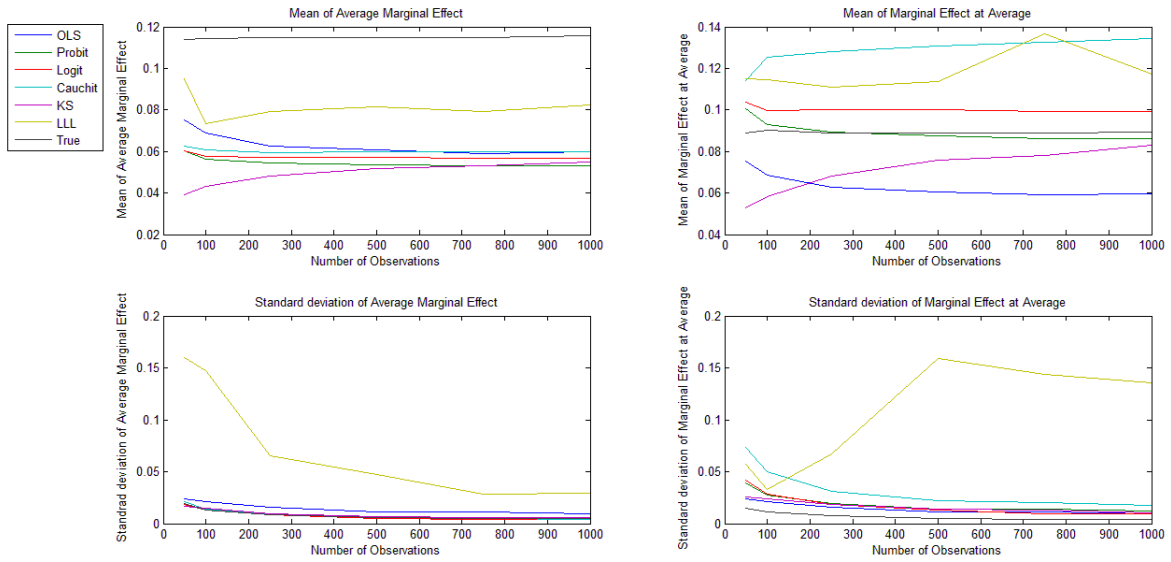 OLS
Probit
Logit
Cauchit
KS
LLL
True
Mean of Average Marginal Effect
0.12
0.1
0.08
0.06
0.04
0.02
Mean of Average Marginal Effect
0 100 200 300 400 500 600 700 800 900 1000
Number of Observations
Mean of Marginal Effect at Average
0.14
0.12
0.1
0.08
0.06
0.04
Mean of Marginal Effect at Average
0 100 200 300 400 500 600 700 800 900 1000
Number of Observations
Standard deviation of Average Marginal Effect
0.2
0.15
0.1
0.05
0
Standrad deviation of Average Marginal Effect
0 100 200 300 400 500 600 700 800 900 1000
Number of Observations
Standard deviation of Marginal Effect at Average
0.2
0.15
0.1
0.05
0
Standard deviation of Marginal Effect at Average
0 100 200 300 400 500 600 700 800 900 1000
Number of Observations